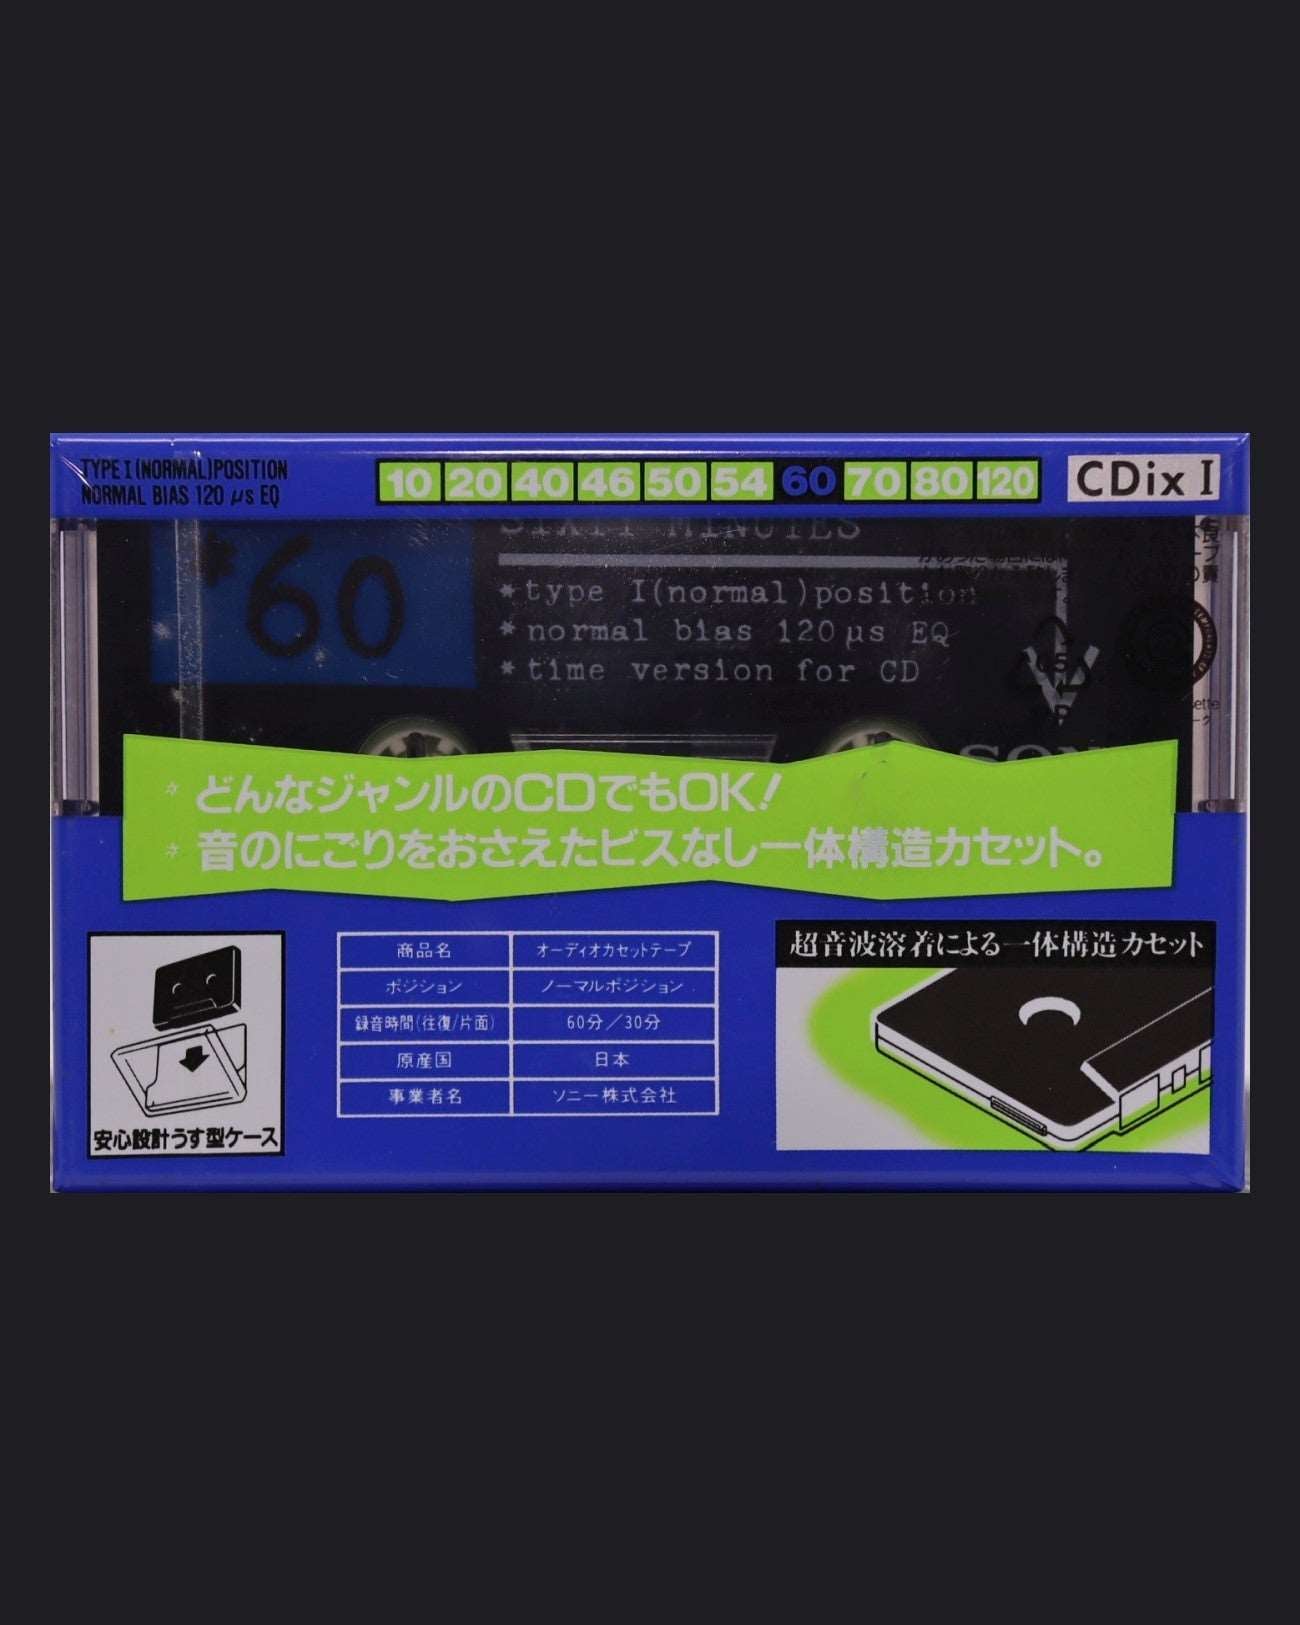 TYPE I (NORMAL)POSITION
NORMAL BIAS 120 μs EQ
10 20 40 46 50 54 60 70 80 120
CDix I
SIXTY MINUTES
*60
*type I(normal)position
*normal bias 120μs EQ
*time version for CD
SONY
* どんなジャンルのCDでもOK!
* 音のにごりをおさえたビスなし一体構造カセット。
安心設計うす型ケース
商品名 オーディオカセットテープ
ポジション ノーマルポジション
録音時間(往復/片面) 60分/30分
原産国 日本
事業者名 ソニー株式会社
超音波溶着による一体構造カセット